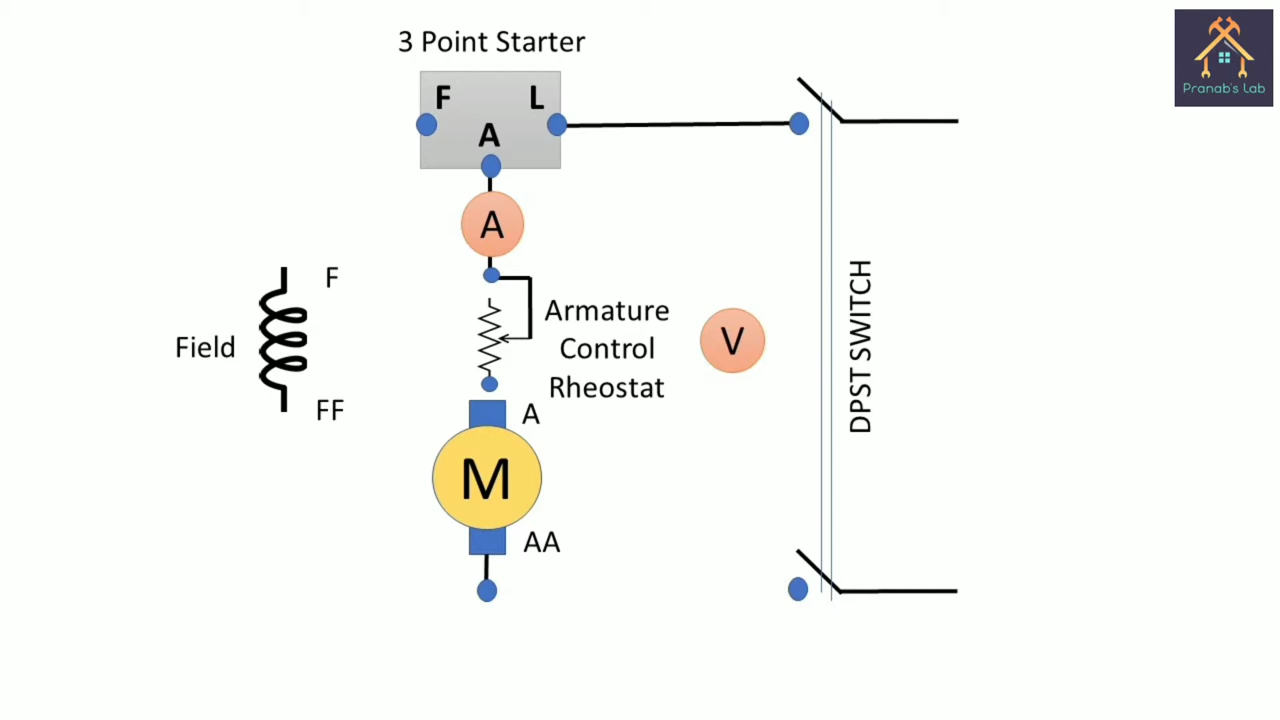 3 Point Starter
Pranab's Lab
F L
A
A
F
Field
FF
Armature
Control
Rheostat
V
DPST SWITCH
A
M
AA